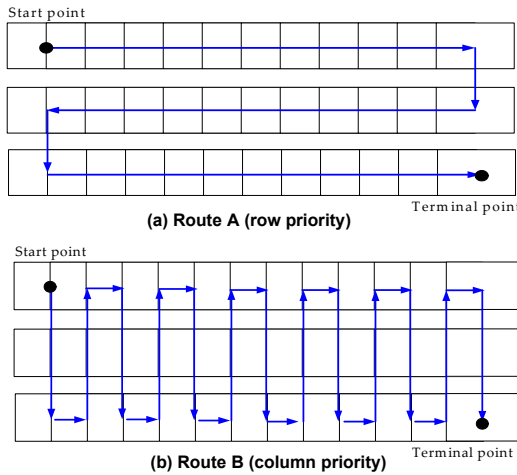 Start point
Terminal point
(a) Route A (row priority)
Start point
Terminal point
(b) Route B (column priority)